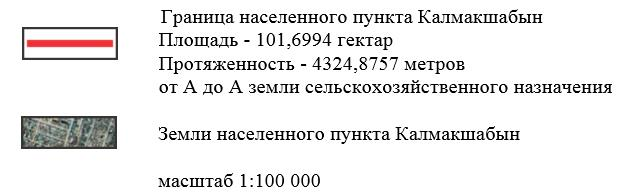 Граница населенного пункта Калмакшабын
Площадь - 101,6994 гектар
Протяженность - 4324,8757 метров
от А до А земли сельскохозяйственного назначения
Земли населенного пункта Калмакшабын
масштаб 1:100 000